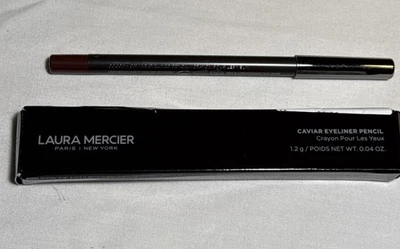 LAURA MERCIER
PARIS | NEW YORK
CAVIAR EYELINER PENCIL
Crayon Pour Les Yeux
1.2 g / POIDS NET WT. 0.04 OZ.